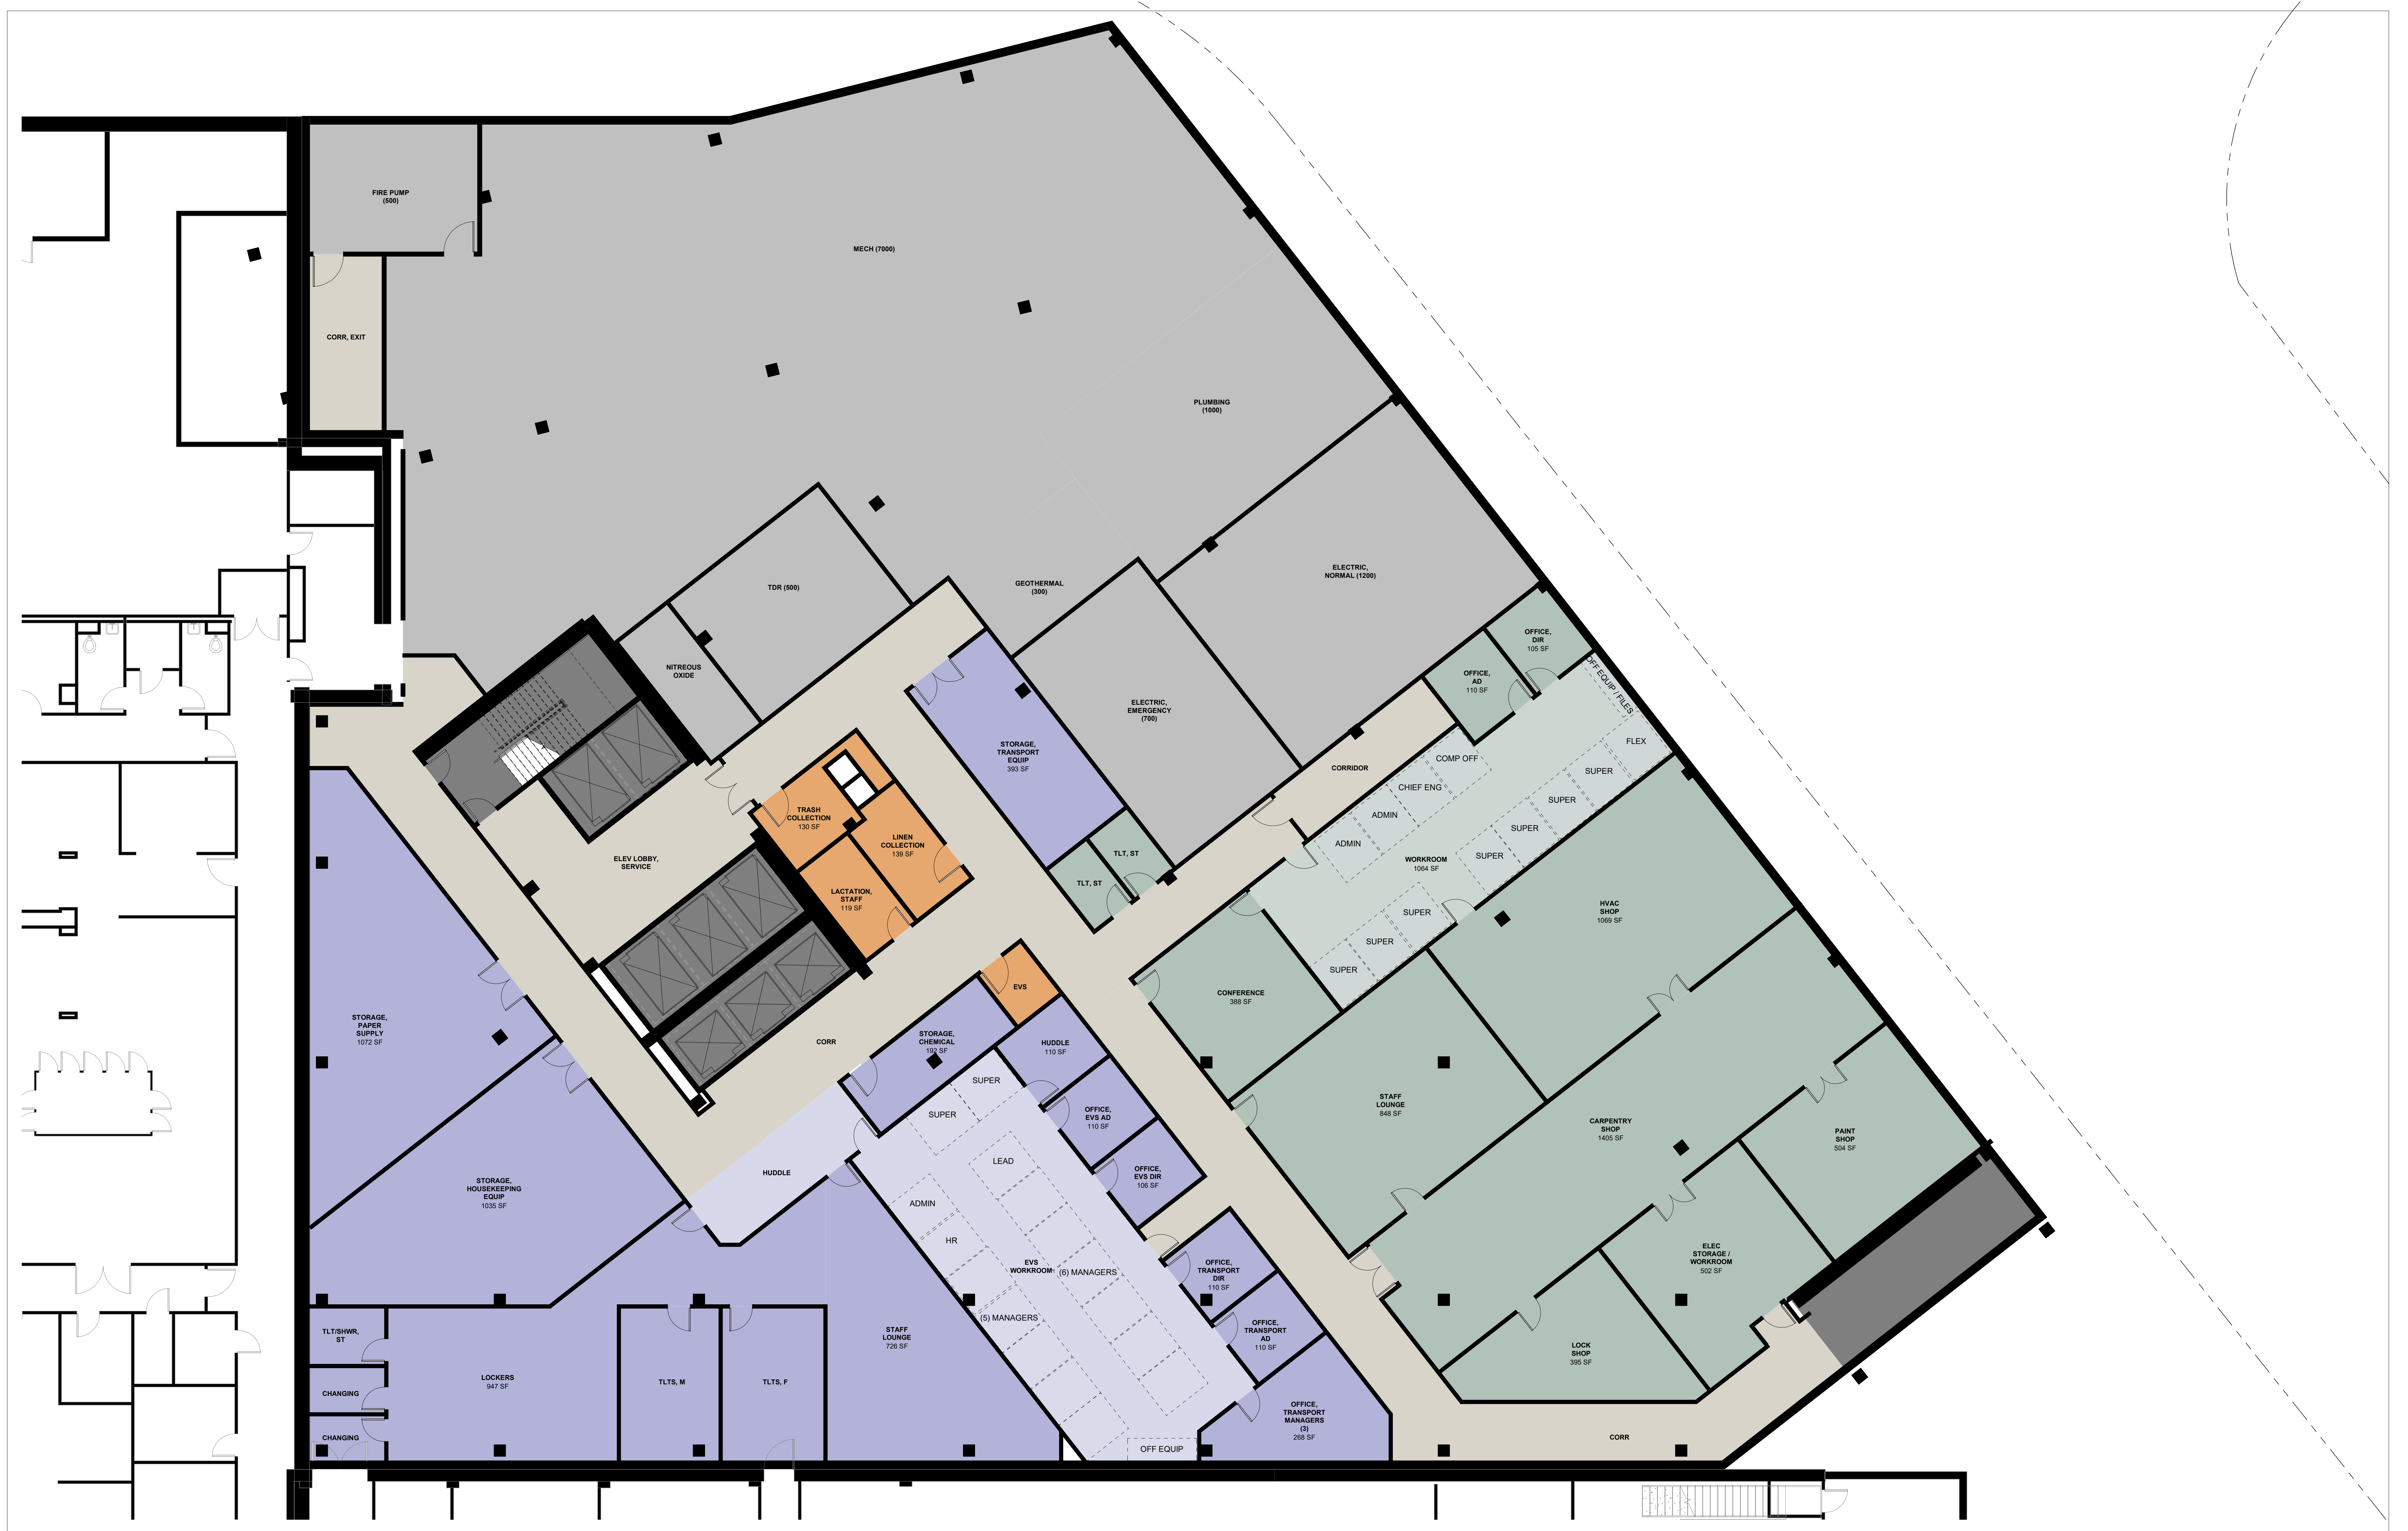 FIRE PUMP
(500)
MECH (7000)
CORR, EXIT
PLUMBING
(1000)
TDR (500)
GEOTHERMAL
(300)
ELECTRIC,
NORMAL (1200)
NITREOUS
OXIDE
ELECTRIC,
EMERGENCY
(700)
OFFICE,
DIR
105 SF
OFFICE,
AD
110 SF
OFF EQUIP / FILES
STORAGE,
TRANSPORT
EQUIP
393 SF
CORRIDOR
COMP OFF
CHIEF ENG
ADMIN
ADMIN
FLEX
SUPER
SUPER
SUPER
SUPER
WORKROOM
1064 SF
SUPER
SUPER
SUPER
TRASH
COLLECTION
130 SF
LINEN
COLLECTION
139 SF
LACTATION,
STAFF
119 SF
ELEV LOBBY,
SERVICE
TLT, ST
TLT, ST
HVAC
SHOP
1069 SF
CONFERENCE
388 SF
EVS
STORAGE,
PAPER
SUPPLY
1072 SF
CORR
STORAGE,
CHEMICAL
192 SF
HUDDLE
110 SF
SUPER
SUPER
OFFICE,
EVS AD
110 SF
OFFICE,
EVS DIR
106 SF
STAFF
LOUNGE
848 SF
CARPENTRY
SHOP
1405 SF
PAINT
SHOP
504 SF
HUDDLE
STORAGE,
HOUSEKEEPING
EQUIP
1035 SF
LEAD
ADMIN
HR
EVS
WORKROOM
(6) MANAGERS
(5) MANAGERS
OFFICE,
TRANSPORT
DIR
110 SF
OFFICE,
TRANSPORT
AD
110 SF
OFFICE,
TRANSPORT
MANAGERS
(3)
268 SF
ELEC
STORAGE /
WORKROOM
502 SF
LOCK
SHOP
395 SF
TLT/SHWR,
ST
CHANGING
CHANGING
LOCKERS
947 SF
TLTS, M
TLTS, F
STAFF
LOUNGE
726 SF
OFF EQUIP
CORR